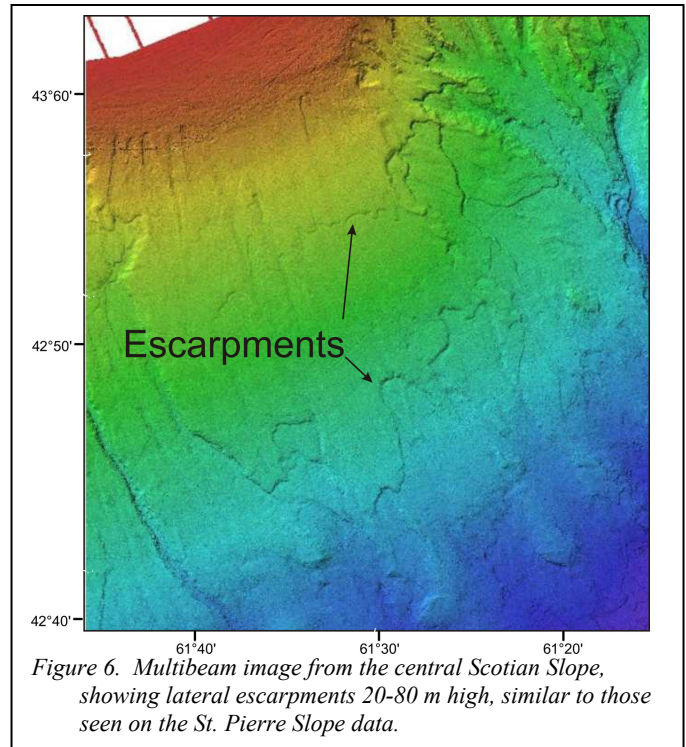 43°60'
Escarpments
42°50'
42°40'
61°40'
61°30'
61°20'
Figure 6. Multibeam image from the central Scotian Slope,
showing lateral escarpments 20-80 m high, similar to those
seen on the St. Pierre Slope data.